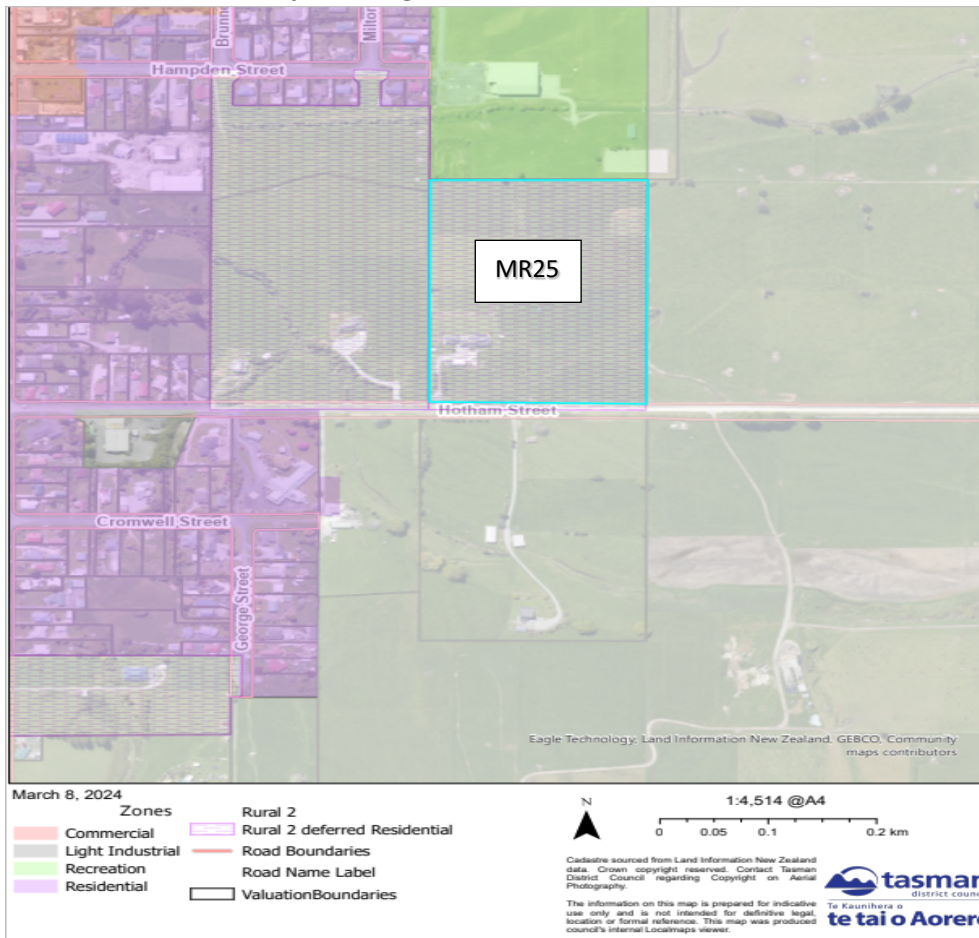 Brunn
Milton
Hampden Street
MR25
Hotham Street
Cromwell Street
George Street
Eagle Technology, Land Information New Zealand, GEBCO, Community
maps contributors
March 8, 2024
Zones
Commercial
Light Industrial
Recreation
Residential
Rural 2
Rural 2 deferred Residential
Road Boundaries
Road Name Label
ValuationBoundaries
N
1:4,514 @A4
0 0.05 0.1 0.2 km
Cadastre sourced from Land Information New Zealand
data. Crown copyright reserved. Contact Tasman
District Council regarding Copyright on Aerial
Photography.
The information on this map is prepared for indicative
use only and is not intended for definitive legal,
location or formal reference. This map was produced
council's internal Localmaps viewer.
tasman
district counc
Te Kaunihera o
te tai o Aorere